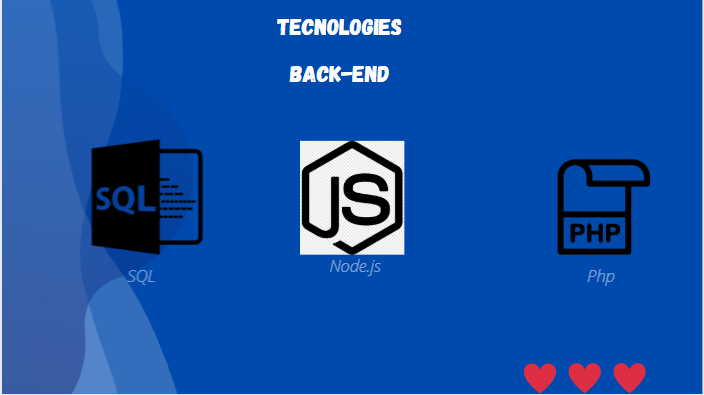 TECNOLOGIES
BACK-END
SQL
JS
PHP
SQL
Node.js
Php